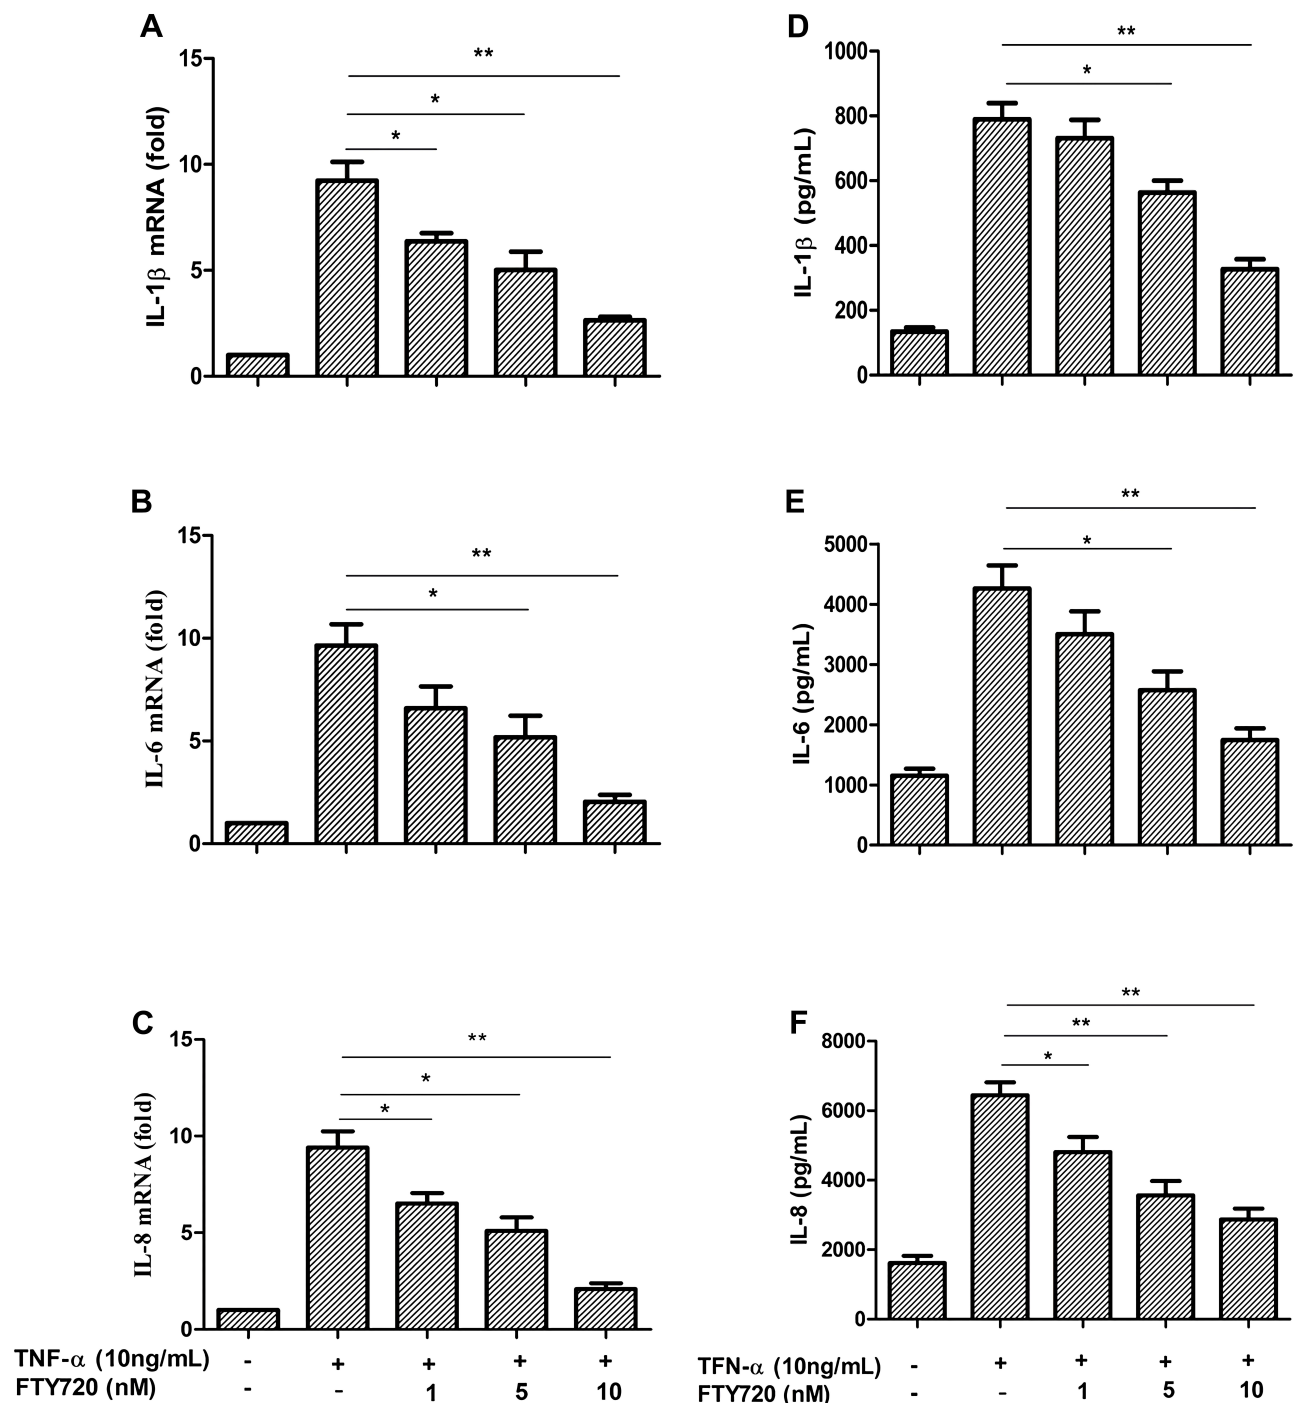 A
IL-1β mRNA (fold)
15
10
5
0
**
*
*
D
IL-1β (pg/mL)
1000
800
600
400
200
0
**
*
B
IL-6 mRNA (fold)
15
10
5
0
**
*
E
IL-6 (pg/mL)
5000
4000
3000
2000
1000
0
**
*
C
IL-8 mRNA (fold)
15
10
5
0
**
*
*
F
IL-8 (pg/mL)
8000
6000
4000
2000
0
**
**
*
TNF-α (10ng/mL) - + + + +
FTY720 (nM) - - 1 5 10
TFN-α (10ng/mL) - + + + +
FTY720 (nM) - - 1 5 10